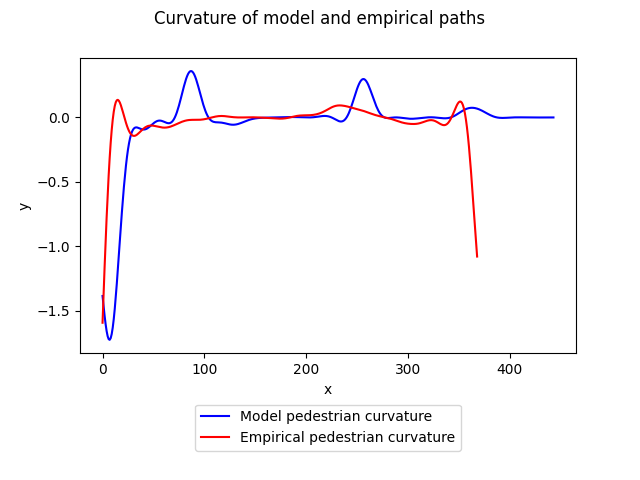 Curvature of model and empirical paths
0.0
−0.5
−1.0
−1.5
y
0 100 200 300 400
x
Model pedestrian curvature
Empirical pedestrian curvature